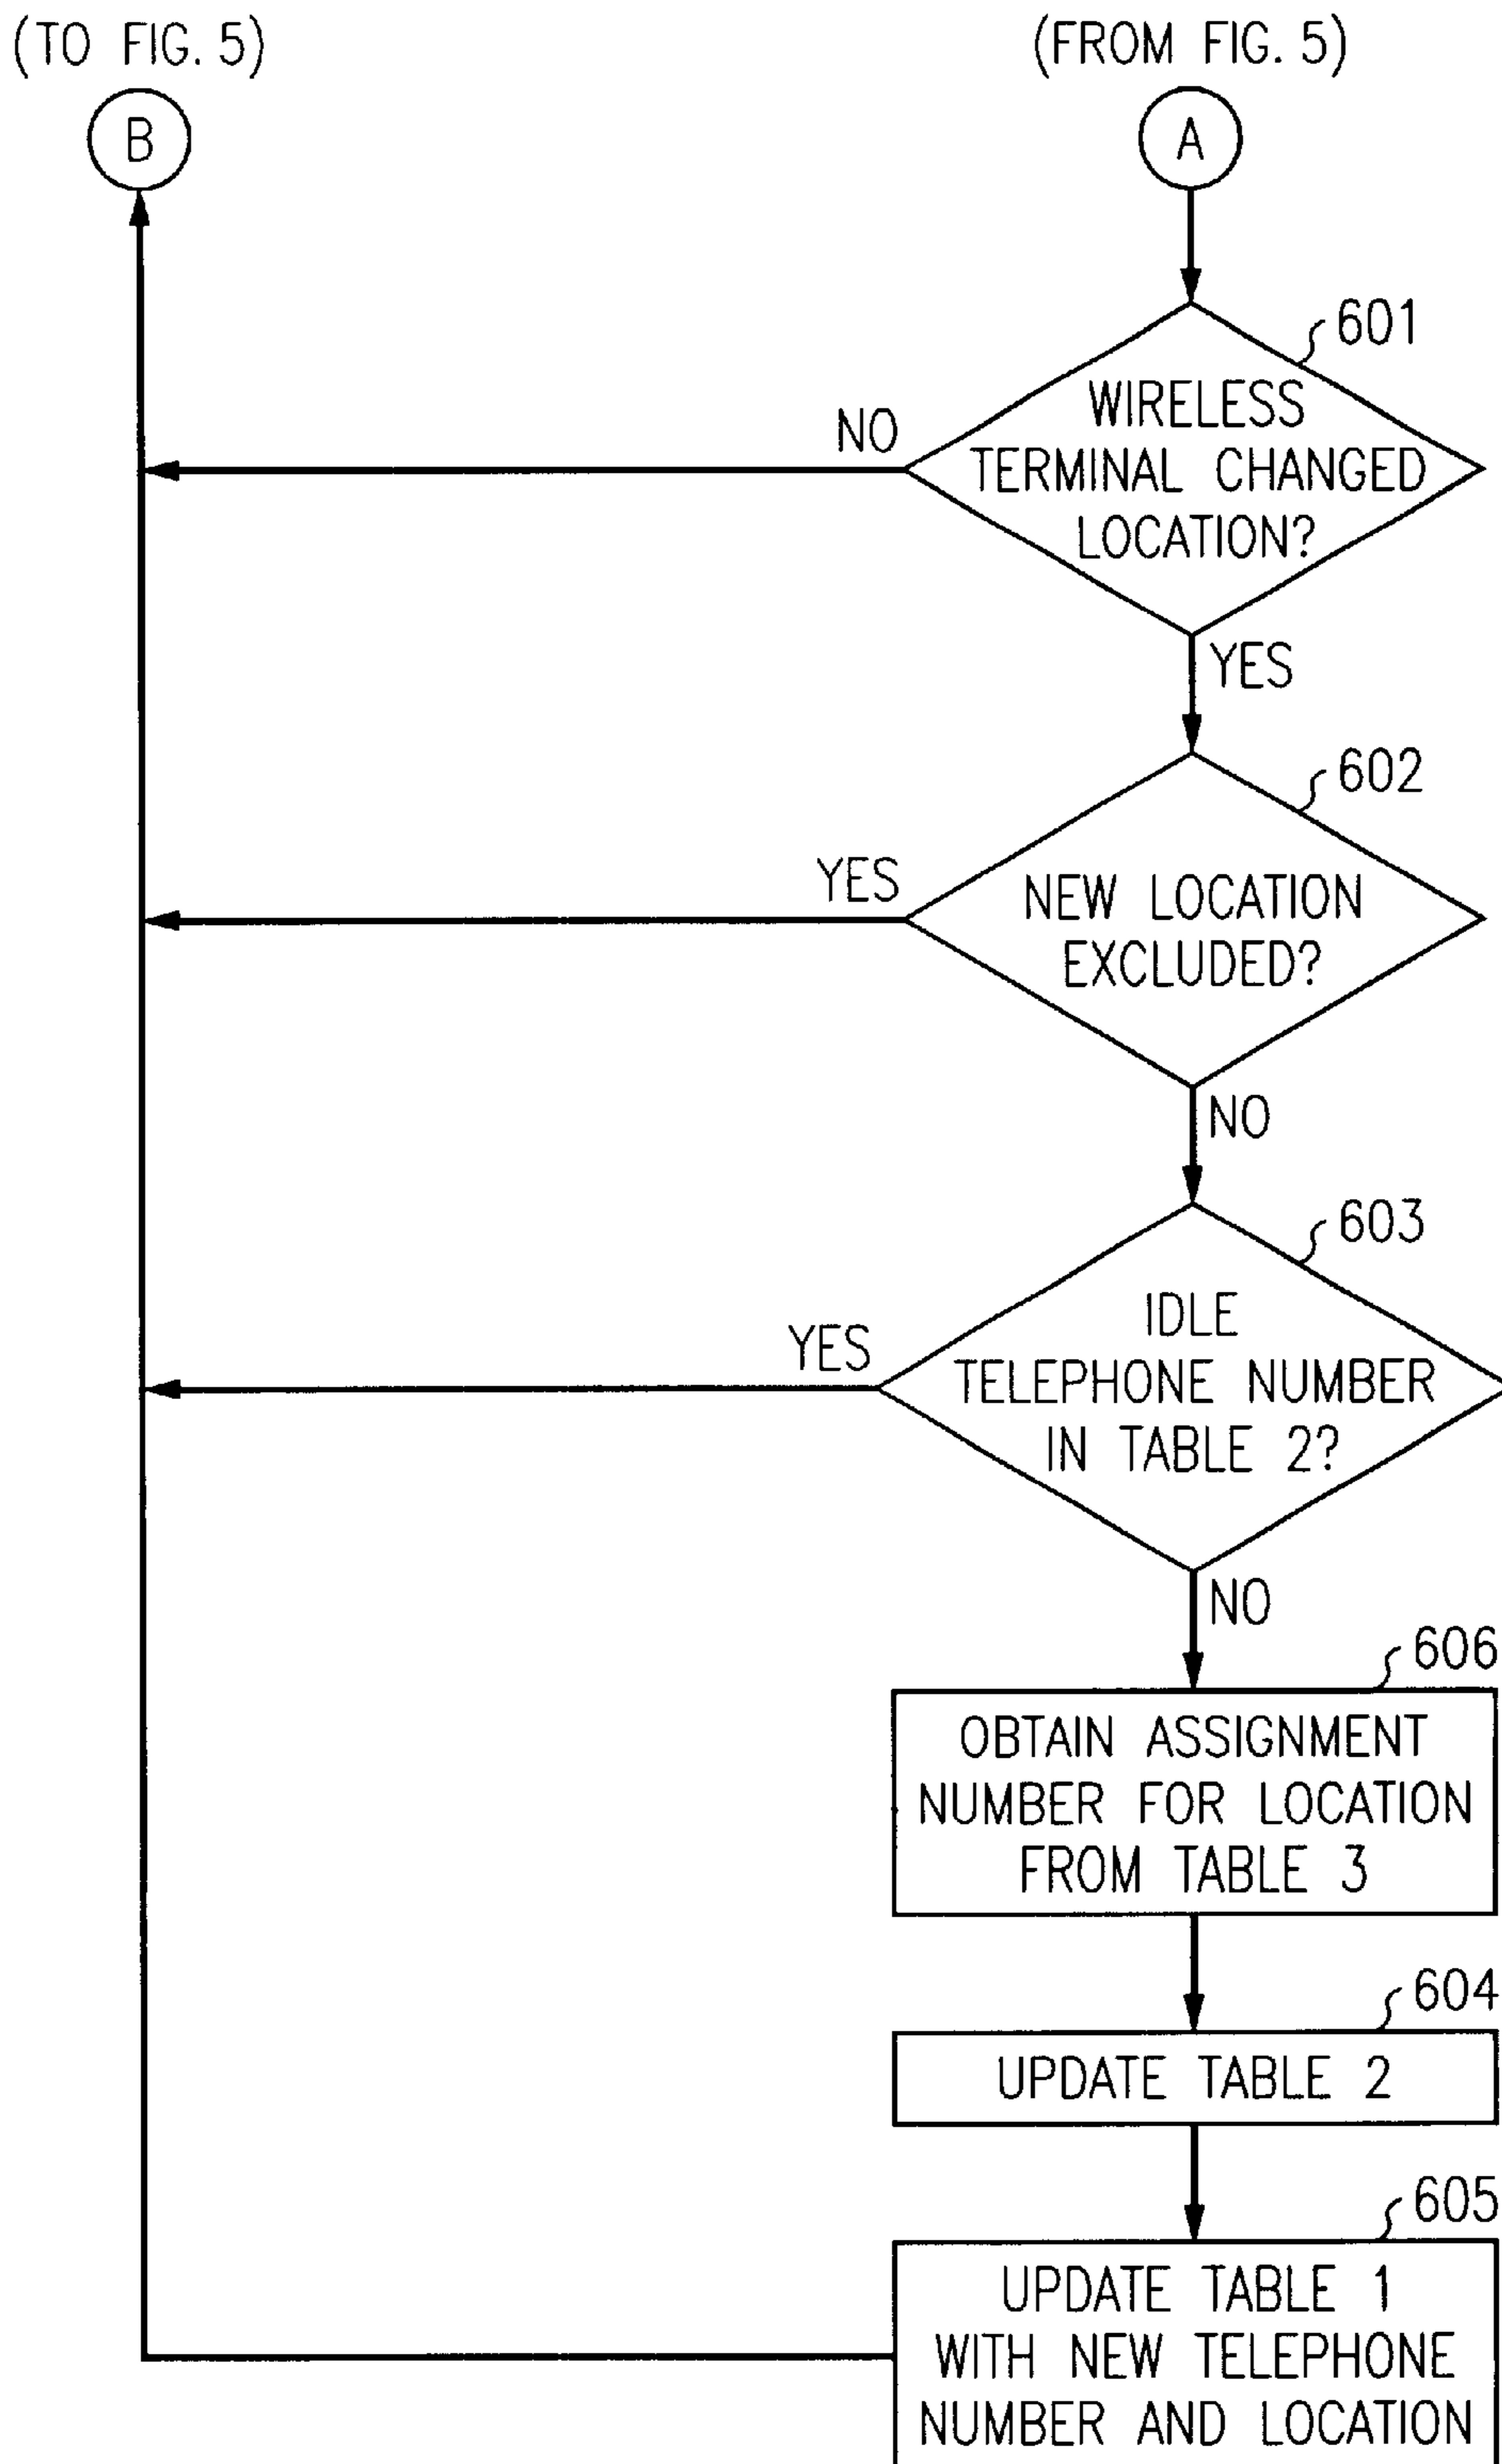 (TO FIG. 5)
(FROM FIG. 5)
B
A
601
WIRELESS
TERMINAL CHANGED
LOCATION?
NO
YES
602
NEW LOCATION
EXCLUDED?
YES
NO
603
IDLE
TELEPHONE NUMBER
IN TABLE 2?
YES
NO
606
OBTAIN ASSIGNMENT
NUMBER FOR LOCATION
FROM TABLE 3
604
UPDATE TABLE 2
605
UPDATE TABLE 1
WITH NEW TELEPHONE
NUMBER AND LOCATION